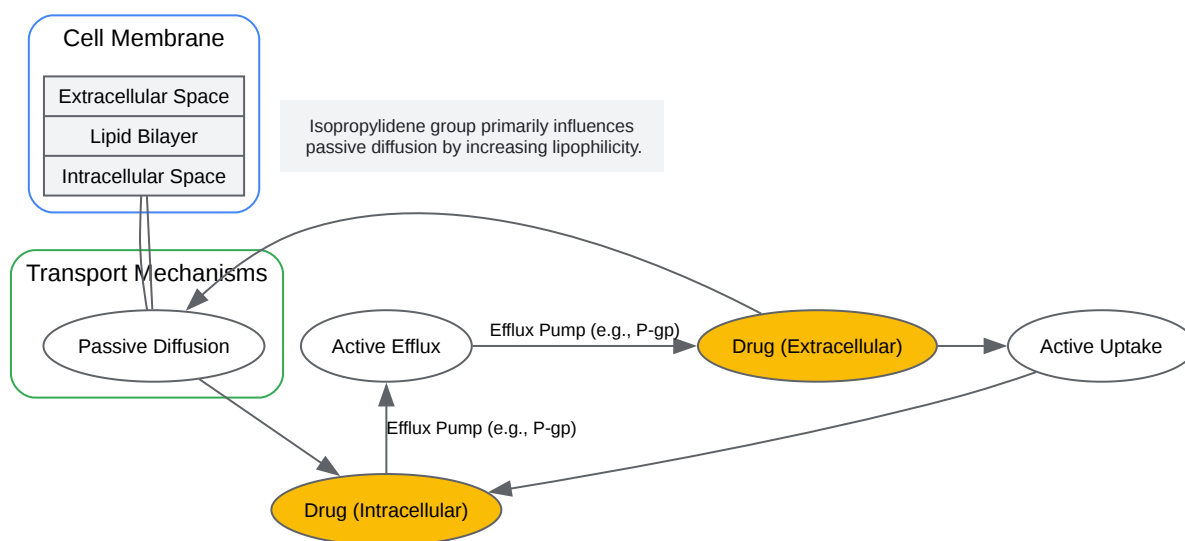 Cell Membrane
Extracellular Space
Lipid Bilayer
Intracellular Space
Isopropylidene group primarily influences
passive diffusion by increasing lipophilicity.
Transport Mechanisms
Passive Diffusion
Active Efflux
Efflux Pump (e.g., P-gp)
Drug (Extracellular)
Active Uptake
Efflux Pump (e.g., P-gp)
Drug (Intracellular)